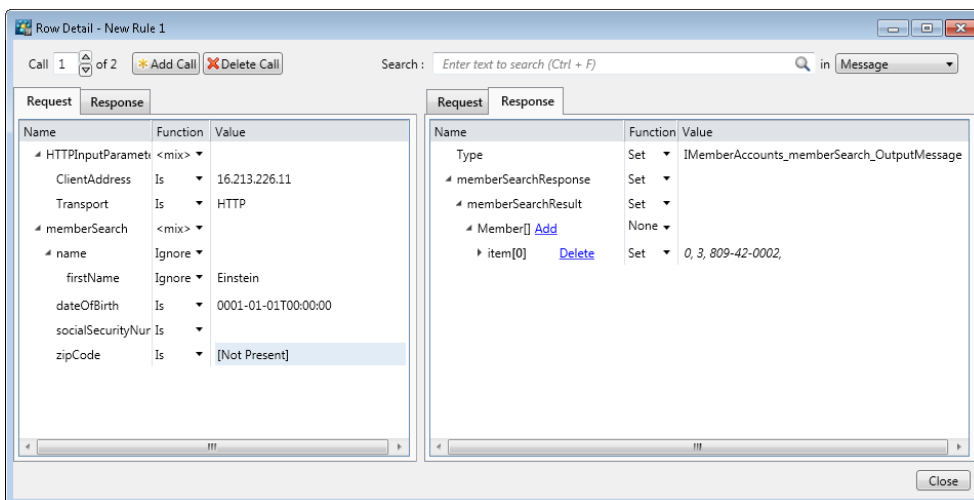 Row Detail - New Rule 1
Call 1 of 2 Add Call Delete Call Search : Enter text to search (Ctrl + F) in Message
Request Response
Name Function Value
HTTPInputParamet <mix>
ClientAddress Is 16.213.226.11
Transport Is HTTP
memberSearch <mix>
name Ignore
firstName Ignore Einstein
dateOfBirth Is 0001-01-01T00:00:00
socialSecurityNur Is
zipCode Is [Not Present]
Request Response
Name Function Value
Type Set IMemberAccounts_memberSearch_OutputMessage
memberSearchResponse Set
memberSearchResult Set
Member[] Add None
item[0] Delete Set 0, 3, 809-42-0002,
Close